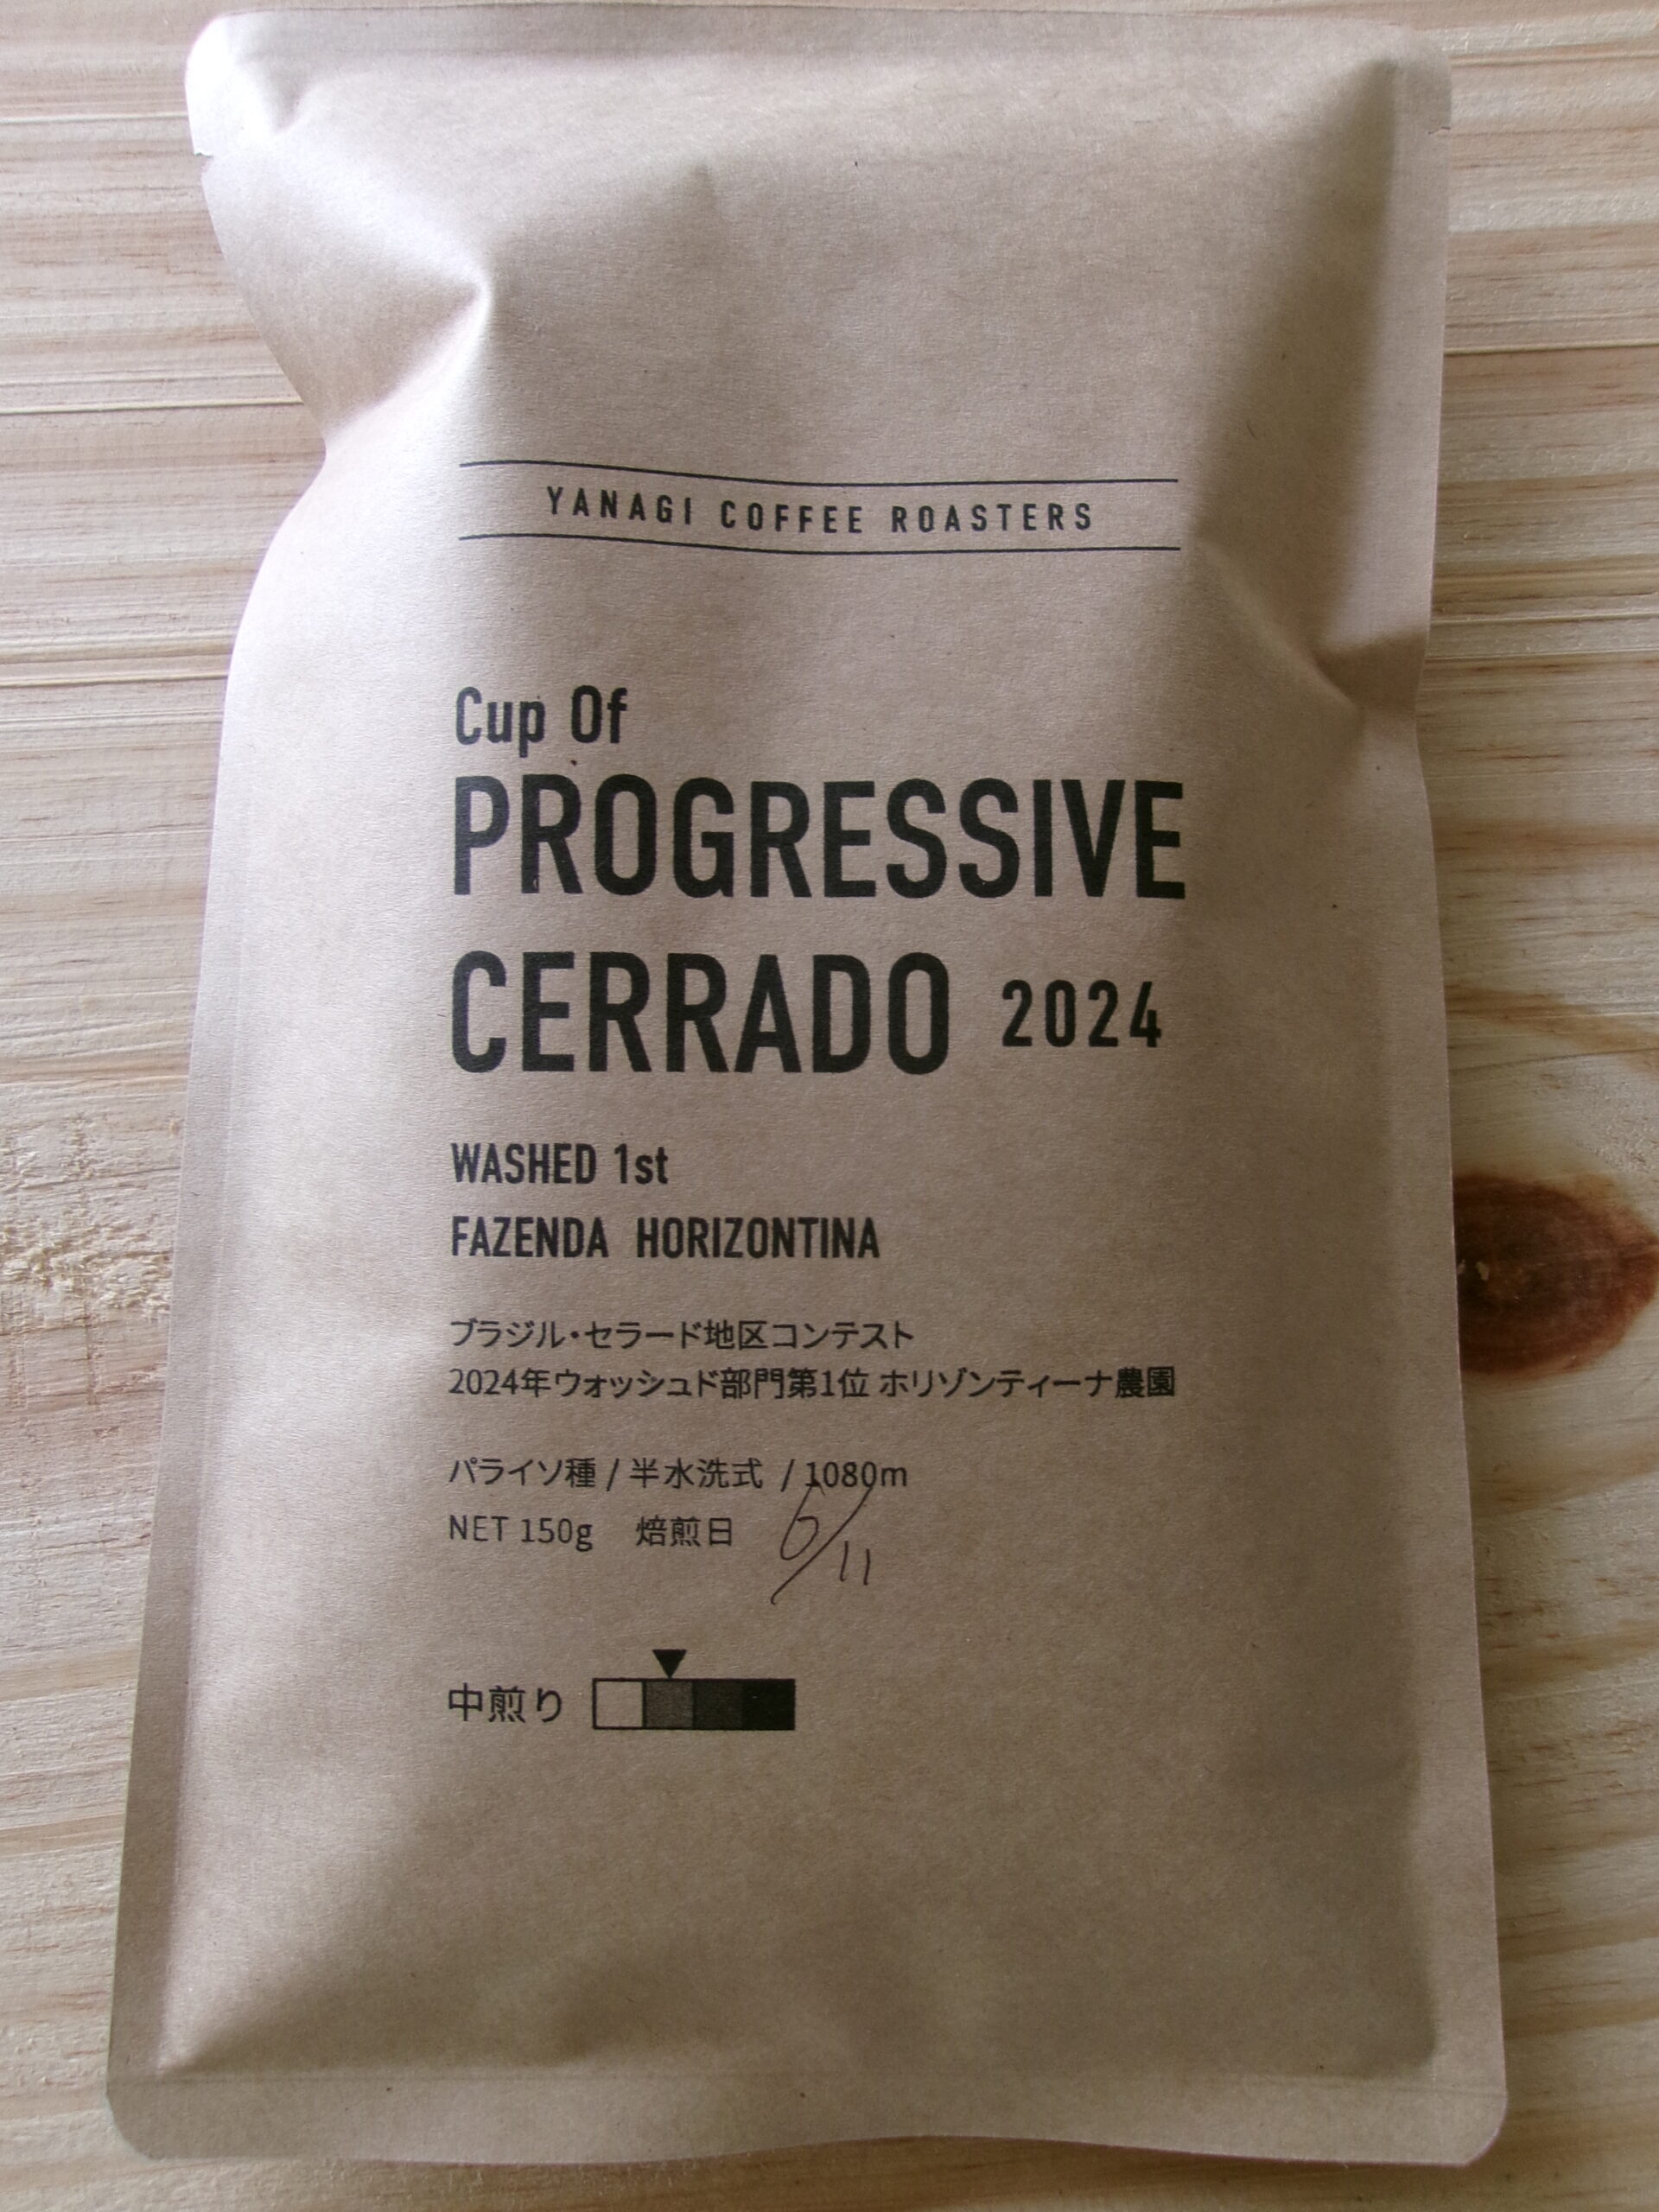 YANAGI COFFEE ROASTERS
Cup Of
PROGRESSIVE
CERRADO 2024
WASHED 1st
FAZENDA HORIZONTINA
ブラジル・セラード地区コンテスト
2024年ウォッシュド部門第1位 ホリゾンティーナ農園
パライソ種 / 半水洗式 / 1080m
NET 150g 焙煎日 6/11
中煎り